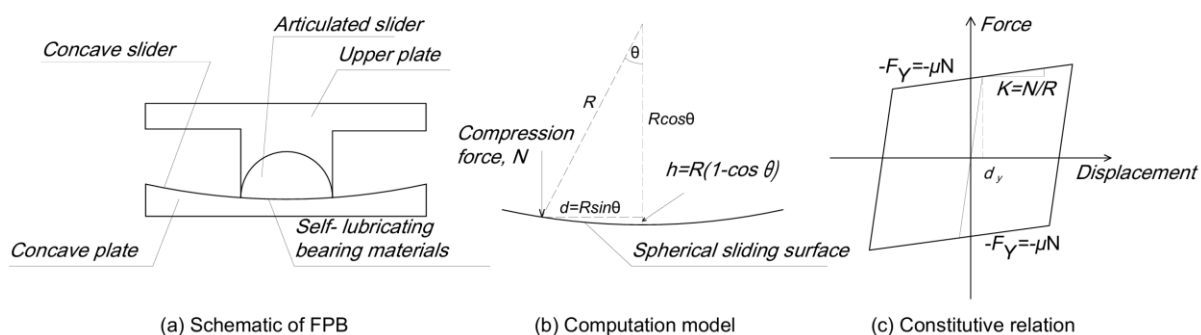 Articulated slider
Concave slider
Upper plate
Self- lubricating
bearing materials
Concave plate
(a) Schematic of FPB
θ
R
Rcosθ
Compression
force, N
h=R(1-cos θ)
d=Rsinθ
Spherical sliding surface
(b) Computation model
Force
-FY=-μN
K=N/R
dy
Displacement
-FY=-μN
(c) Constitutive relation